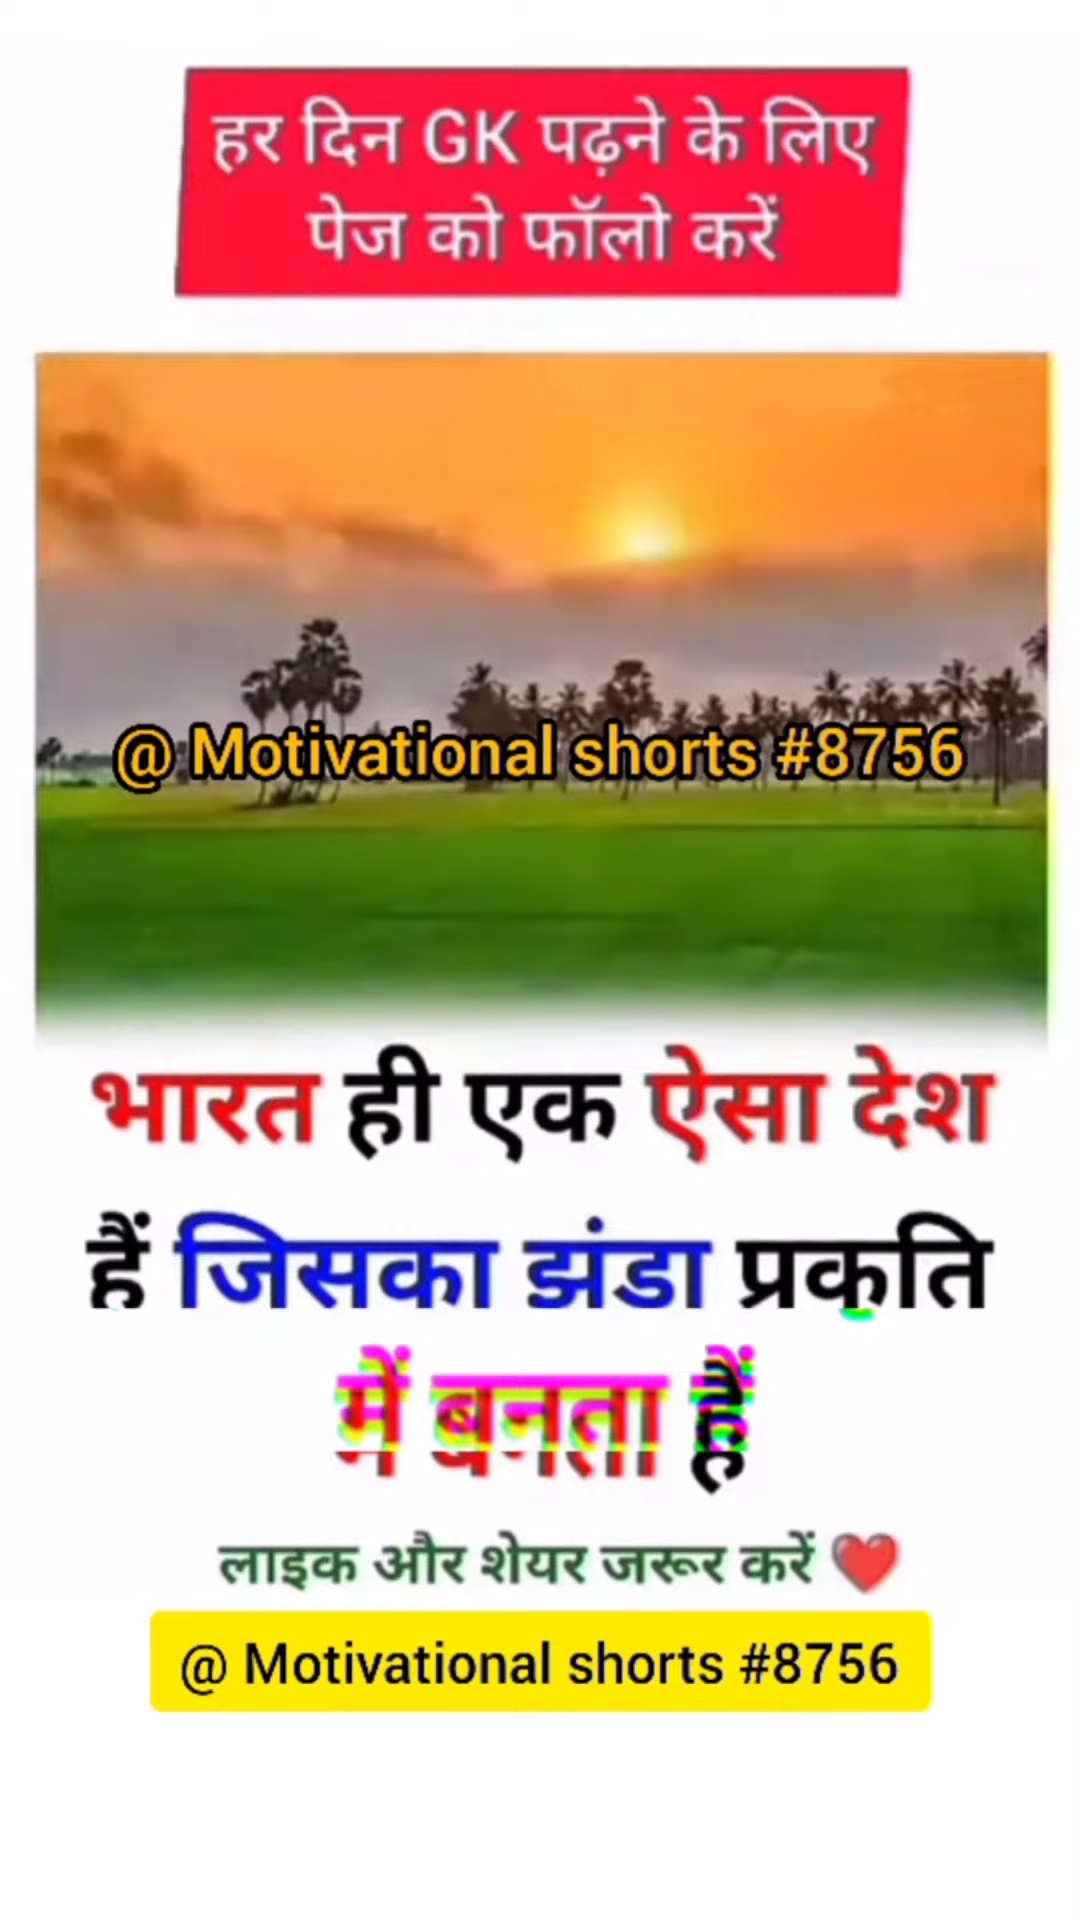 हर दिन GK पढ़ने के लिए
पेज को फॉलो करें
@ Motivational shorts #8756
भारत ही एक ऐसा देश
हैं जिसका झंडा प्रकृति
में बनता हैं
लाइक और शेयर जरूर करें ❤️
@ Motivational shorts #8756